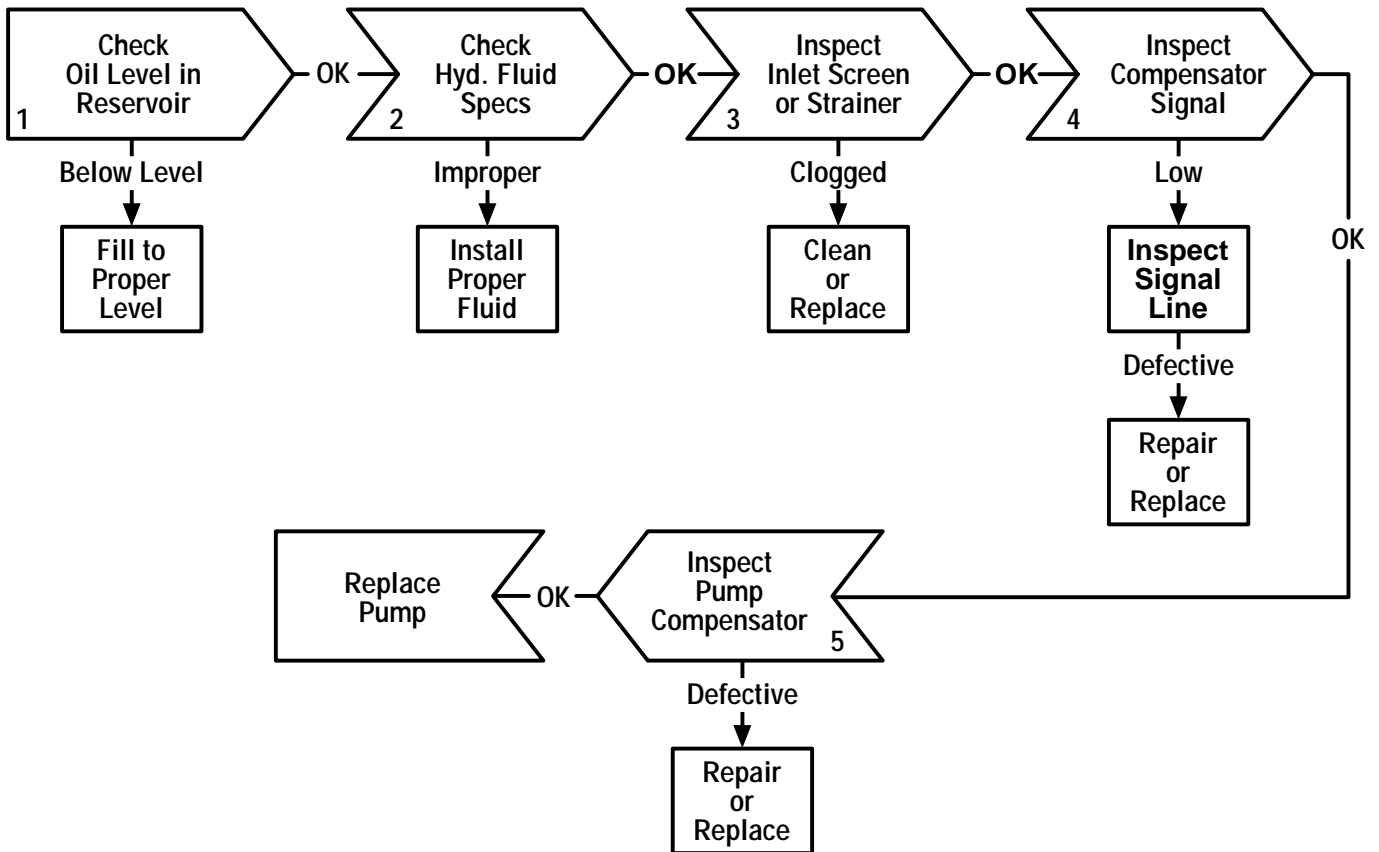 Check
Oil Level in
Reservoir
1
OK
Check
Hyd. Fluid
Specs
2
OK
Inspect
Inlet Screen
or Strainer
3
OK
Inspect
Compensator
Signal
4
Below Level
Improper
Clogged
Low
OK
Fill to
Proper
Level
Install
Proper
Fluid
Clean
or
Replace
Inspect
Signal
Line
Defective
Repair
or
Replace
Replace
Pump
OK
Inspect
Pump
Compensator
5
Defective
Repair
or
Replace